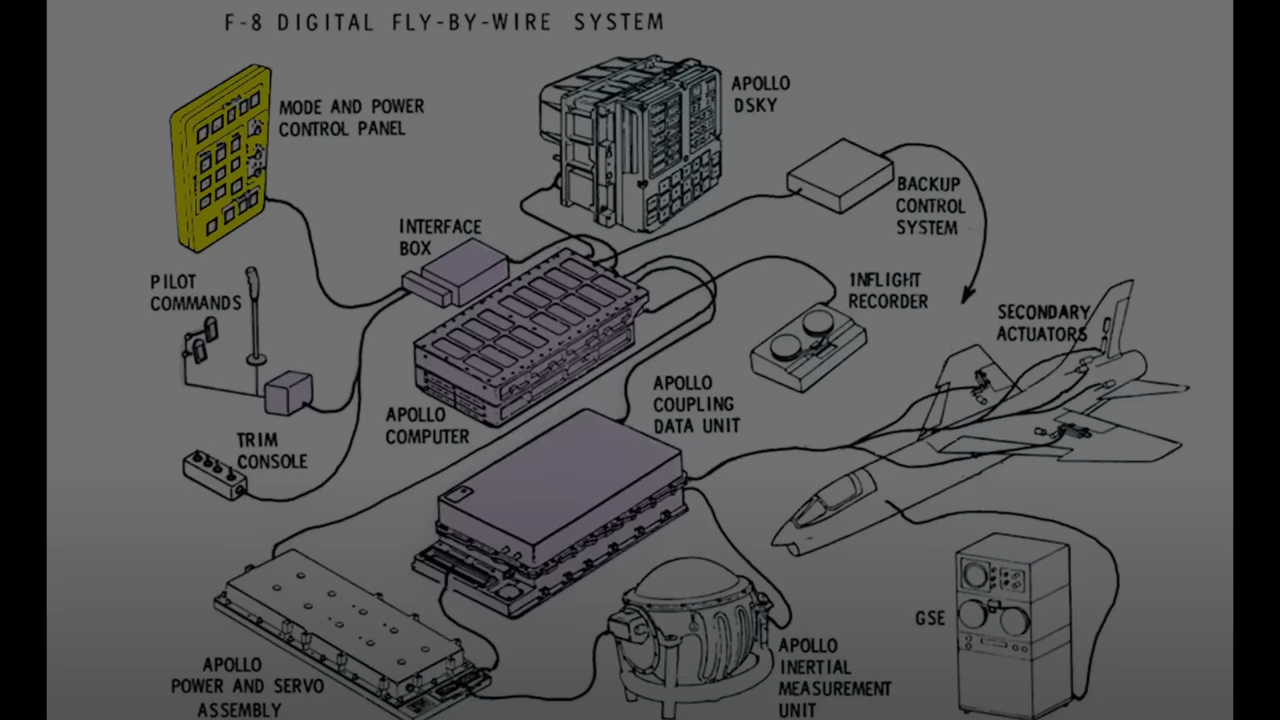 F-8 DIGITAL FLY-BY-WIRE SYSTEM
MODE AND POWER
CONTROL PANEL
APOLLO
DSKY
BACKUP
CONTROL
SYSTEM
INTERFACE
BOX
PILOT
COMMANDS
INFLIGHT
RECORDER
SECONDARY
ACTUATORS
APOLLO
COUPLING
DATA UNIT
APOLLO
COMPUTER
TRIM
CONSOLE
GSE
APOLLO
POWER AND SERVO
ASSEMBLY
APOLLO
INERTIAL
MEASUREMENT
UNIT